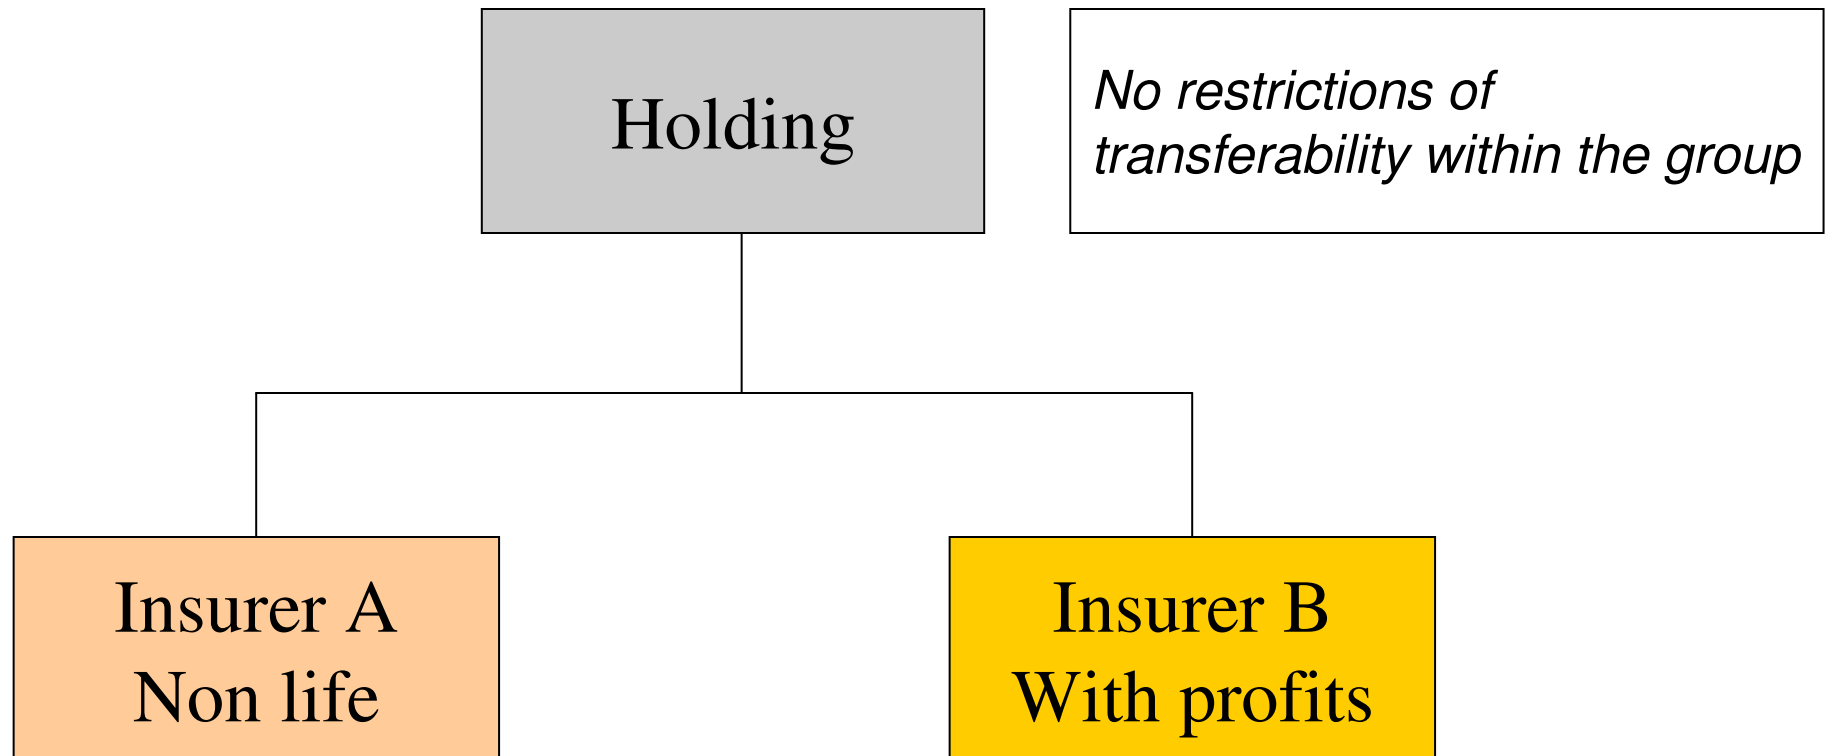 Holding
No restrictions of
transferability within the group
Insurer A
Non life
Insurer B
With profits